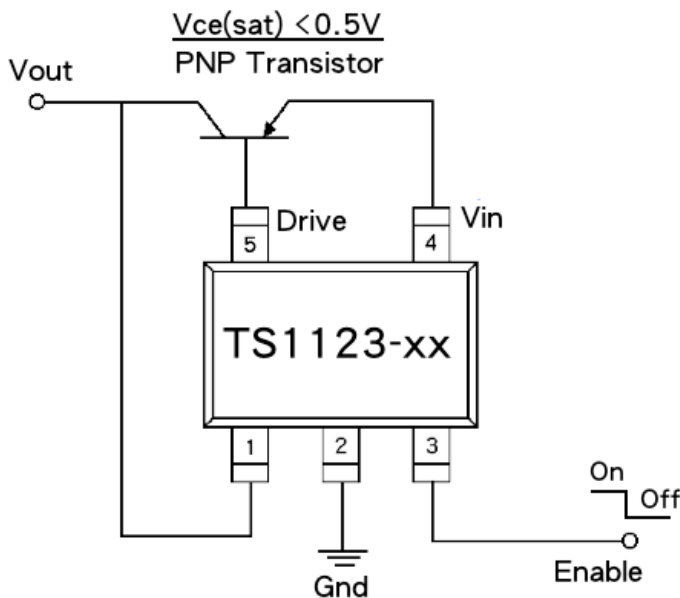 Vce(sat) <0.5V
PNP Transistor
Vout
Drive
Vin
5
4
TS1123-xx
1
2
3
On
Off
Gnd
Enable